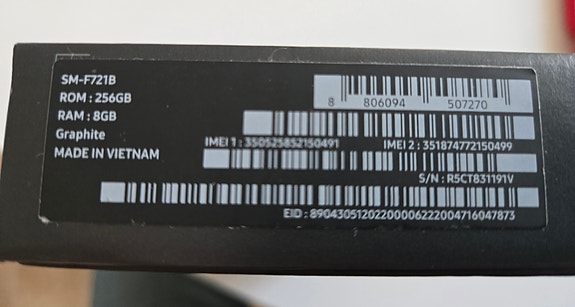 SM-F721B
ROM : 256GB
RAM : 8GB
Graphite
MADE IN VIETNAM
8 806094 507270
IMEI 1 : 350525852150491 IMEI 2 : 351874772150499
S/N : R5CT831191V
EID : 89043051202200006222004716047873